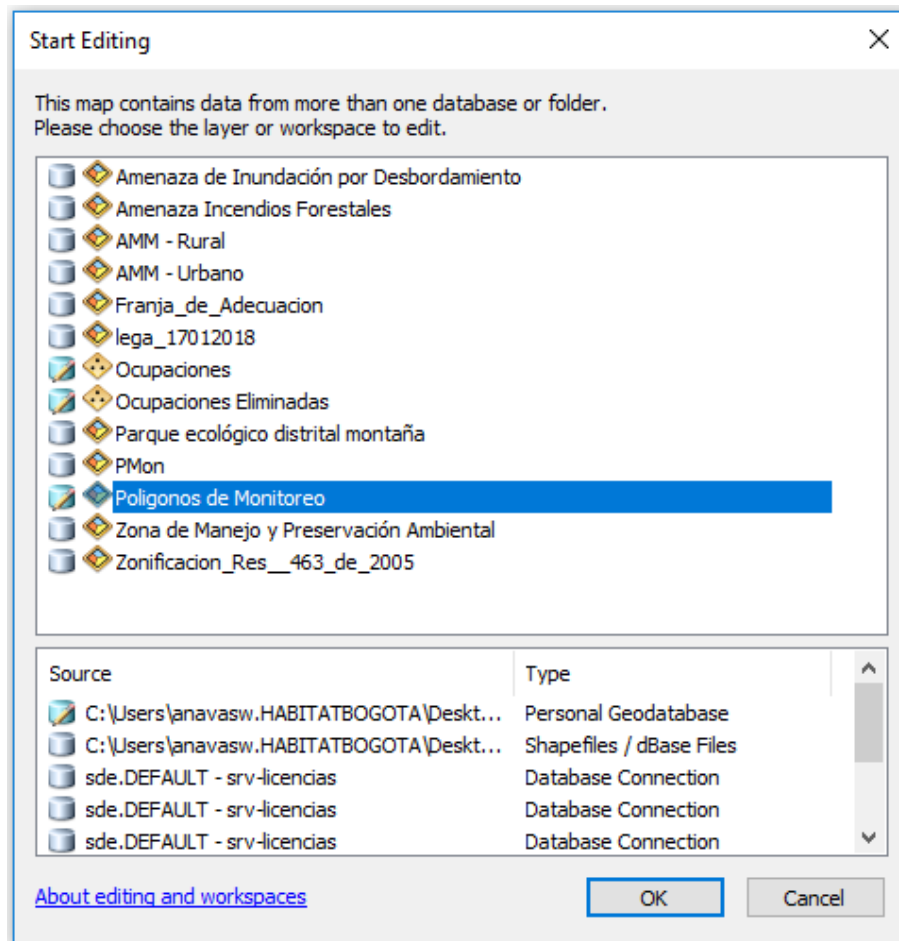 Start Editing
This map contains data from more than one database or folder.
Please choose the layer or workspace to edit.
Amenaza de Inundación por Desbordamiento
Amenaza Incendios Forestales
AMM - Rural
AMM - Urbano
Franja_de_Adecuacion
lega_17012018
Ocupaciones
Ocupaciones Eliminadas
Parque ecológico distrital montaña
PMon
Poligonos de Monitoreo
Zona de Manejo y Preservación Ambiental
Zonificacion_Res__463_de_2005
Source Type
C:\Users\anavasw.HABITATBOGOTA\Deskt... Personal Geodatabase
C:\Users\anavasw.HABITATBOGOTA\Deskt... Shapefiles / dBase Files
sde.DEFAULT - srv-licencias Database Connection
sde.DEFAULT - srv-licencias Database Connection
sde.DEFAULT - srv-licencias Database Connection
About editing and workspaces OK Cancel